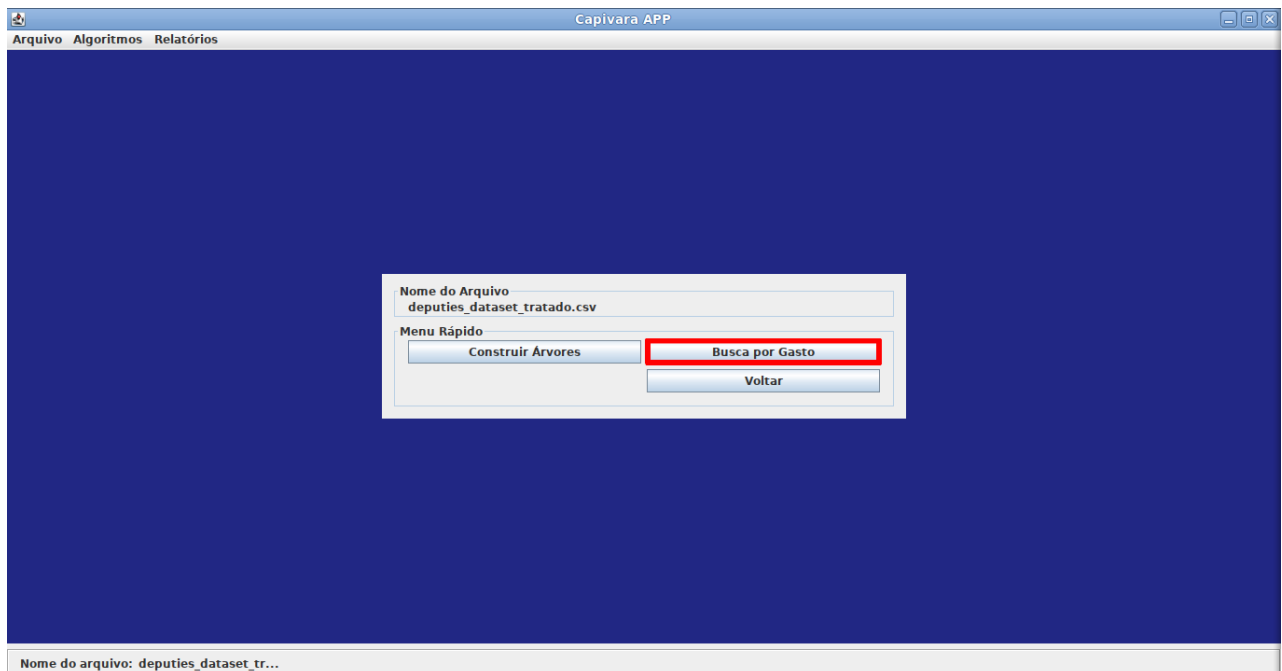 Capivara APP
Arquivo Algoritmos Relatórios
Nome do Arquivo
deputies_dataset_tratado.csv
Menu Rápido
Construir Árvores Busca por Gasto
Voltar
Nome do arquivo: deputies_dataset_tr...